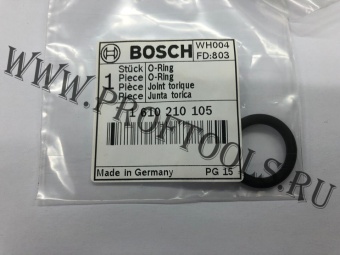 BOSCH
WH004
FD:803
1
Stück O-Ring
Piece O-Ring
Pièce Joint torique
Piece Junta torica
1 610 210 105
Made in Germany PG 15
WWW.PROFTOOLS.RU